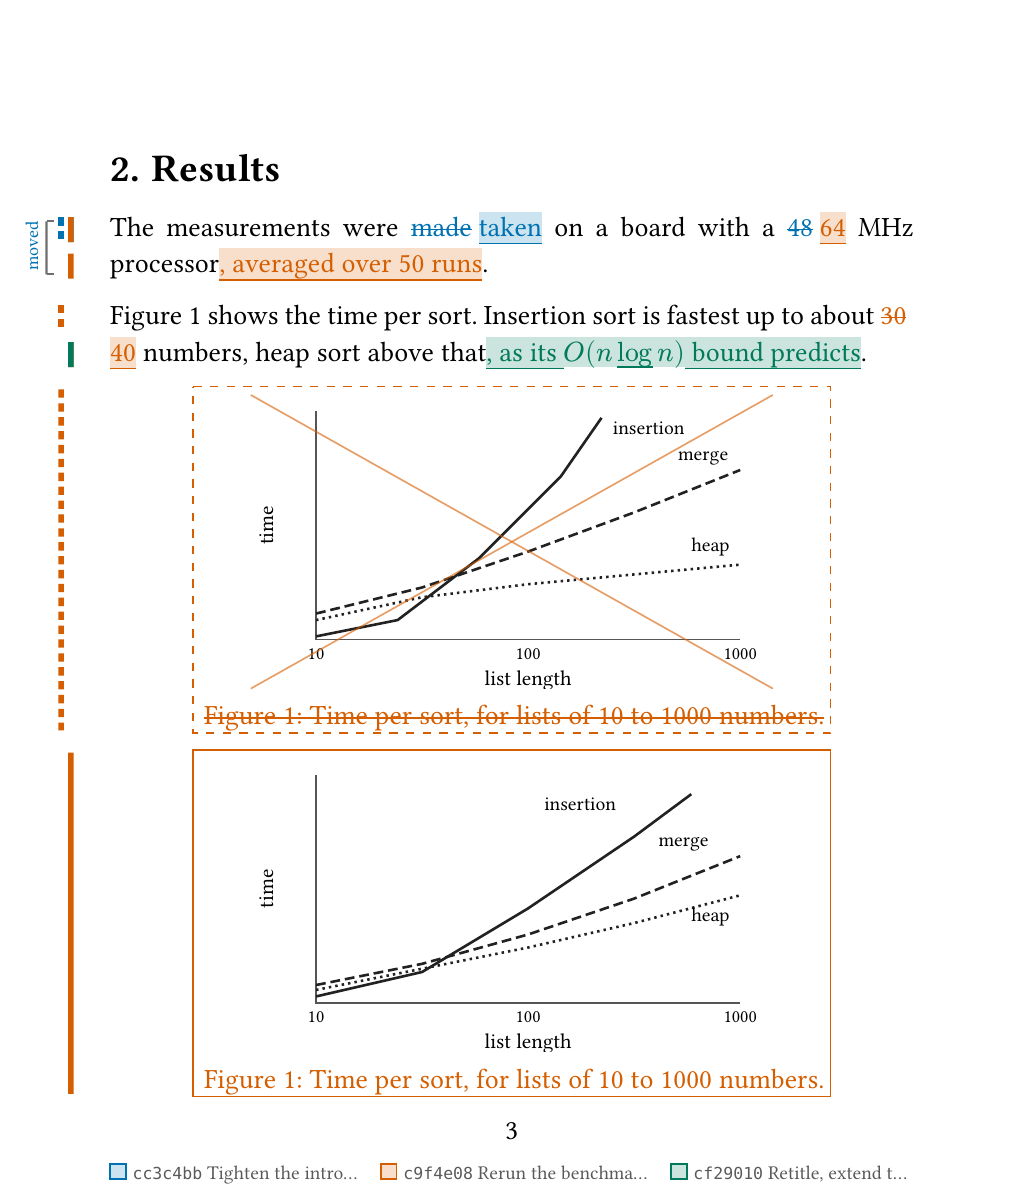 2. Results
moved
The measurements were made taken on a board with a 48 64 MHz
processor, averaged over 50 runs.
Figure 1 shows the time per sort. Insertion sort is fastest up to about 30
40 numbers, heap sort above that, as its O(n log n) bound predicts.
insertion
merge
heap
time
10 100 1000
list length
Figure 1: Time per sort, for lists of 10 to 1000 numbers.
insertion
merge
heap
time
10 100 1000
list length
Figure 1: Time per sort, for lists of 10 to 1000 numbers.
3
cc3c4bb Tighten the intro… c9f4e08 Rerun the benchma… cf29010 Retitle, extend t…